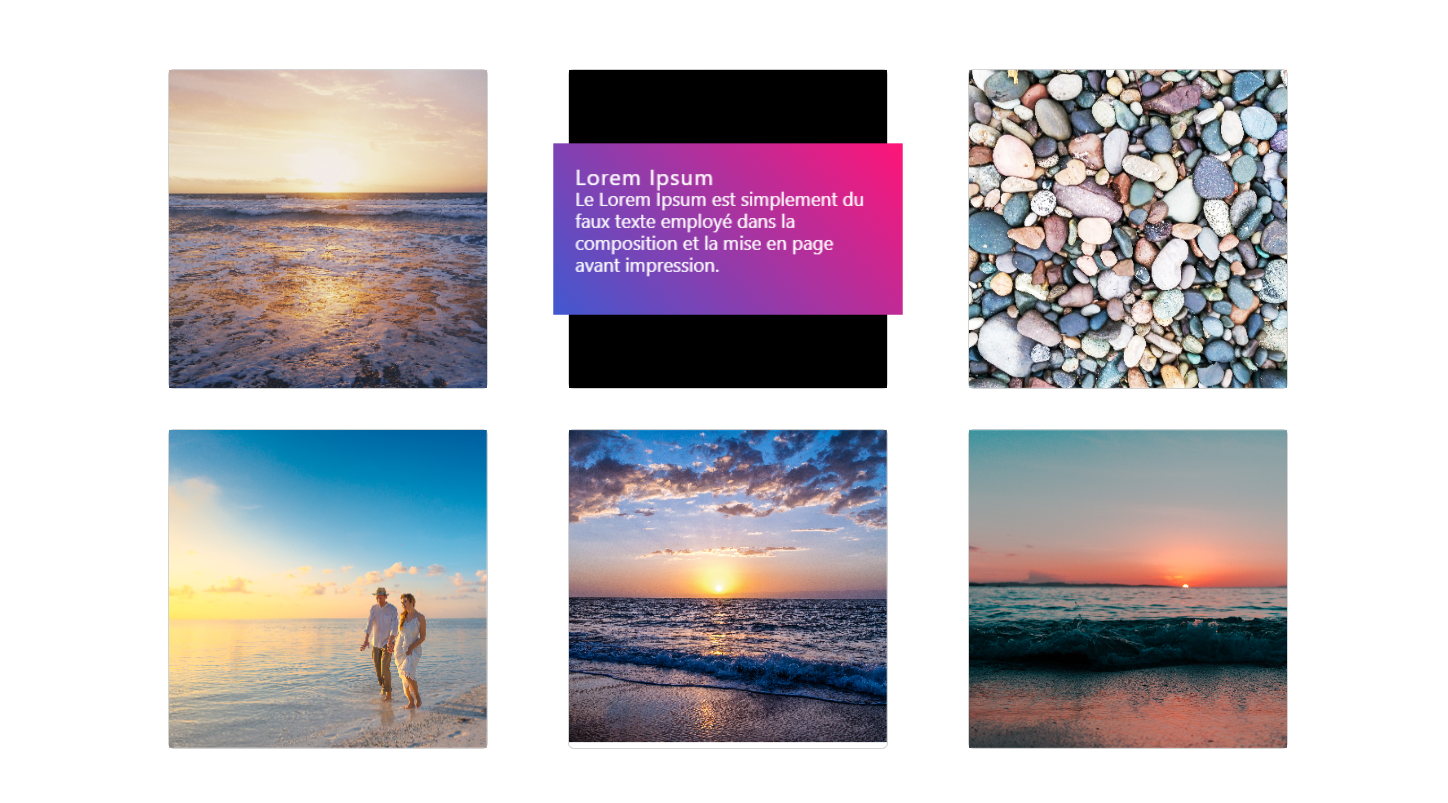 Lorem Ipsum
Le Lorem Ipsum est simplement du
faux texte employé dans la
composition et la mise en page
avant impression.